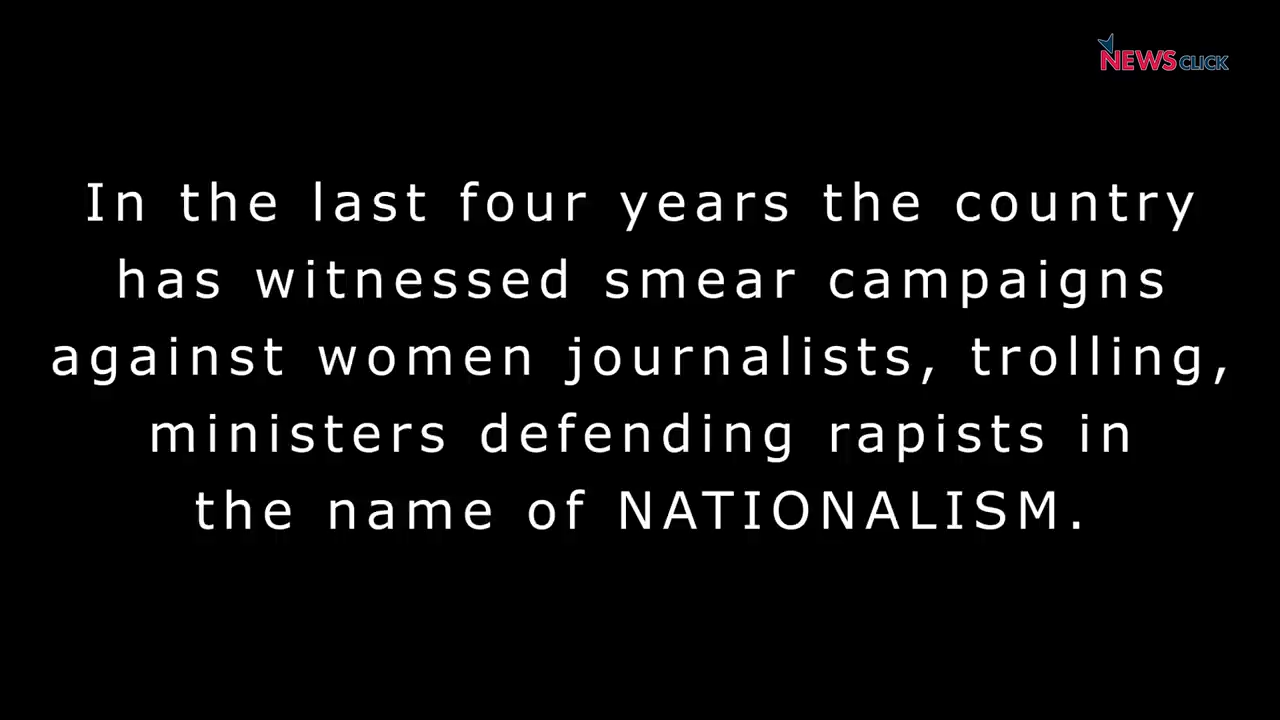 NEWSCLICK
In the last four years the country
has witnessed smear campaigns
against women journalists, trolling,
ministers defending rapists in
the name of NATIONALISM.